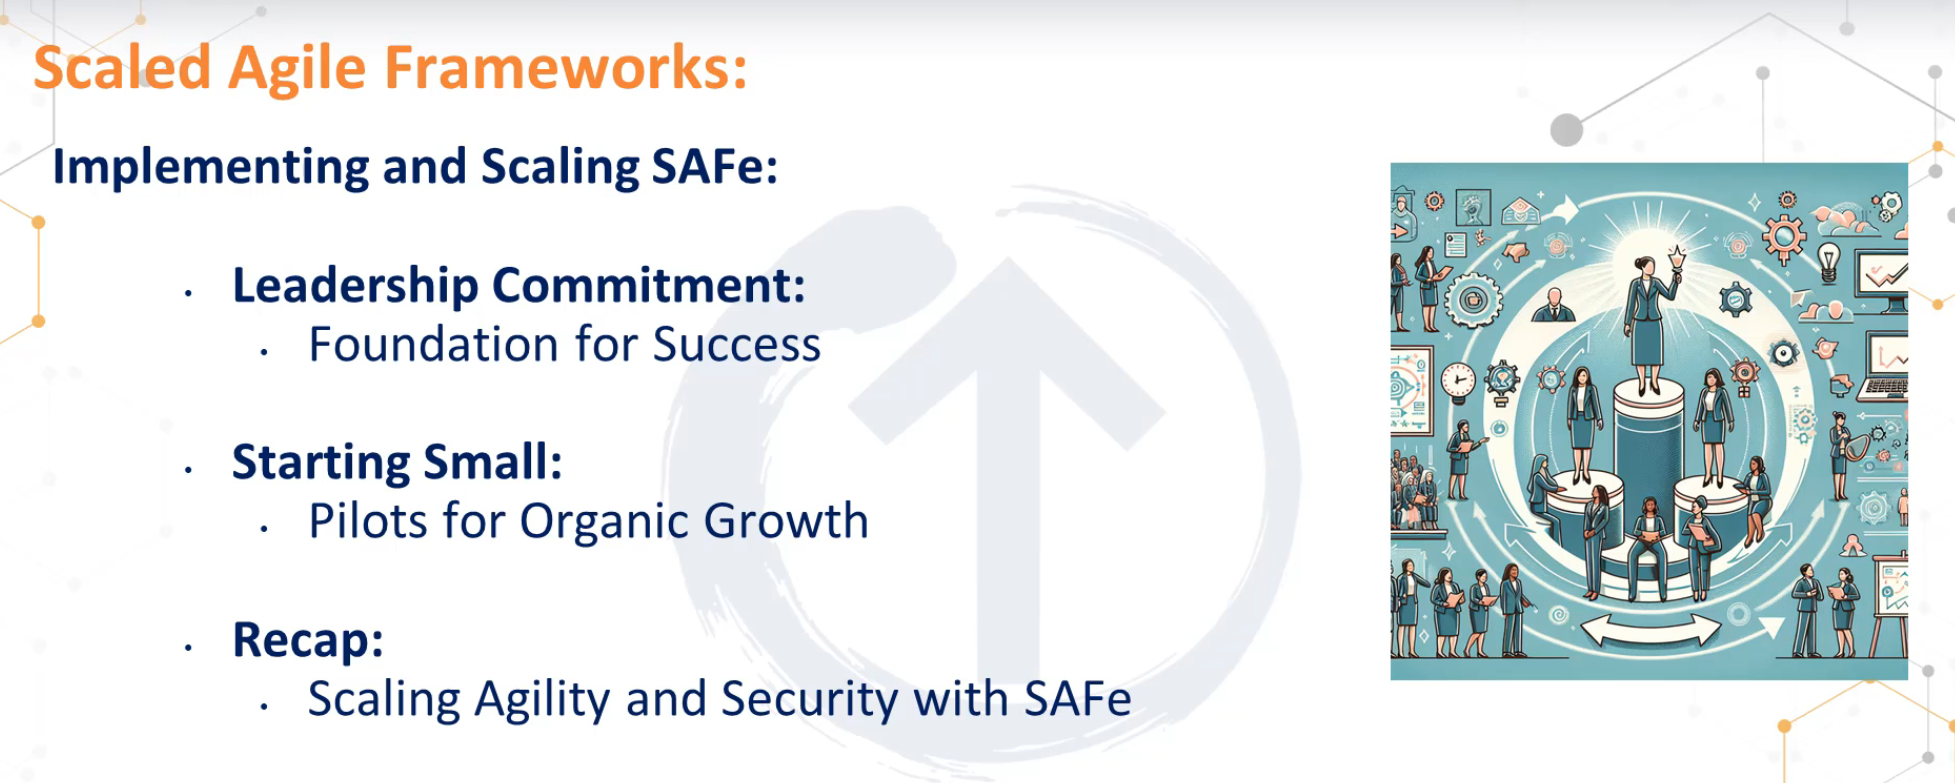 Scaled Agile Frameworks:
Implementing and Scaling SAFe:
· Leadership Commitment:
· Foundation for Success
· Starting Small:
· Pilots for Organic Growth
· Recap:
· Scaling Agility and Security with SAFe